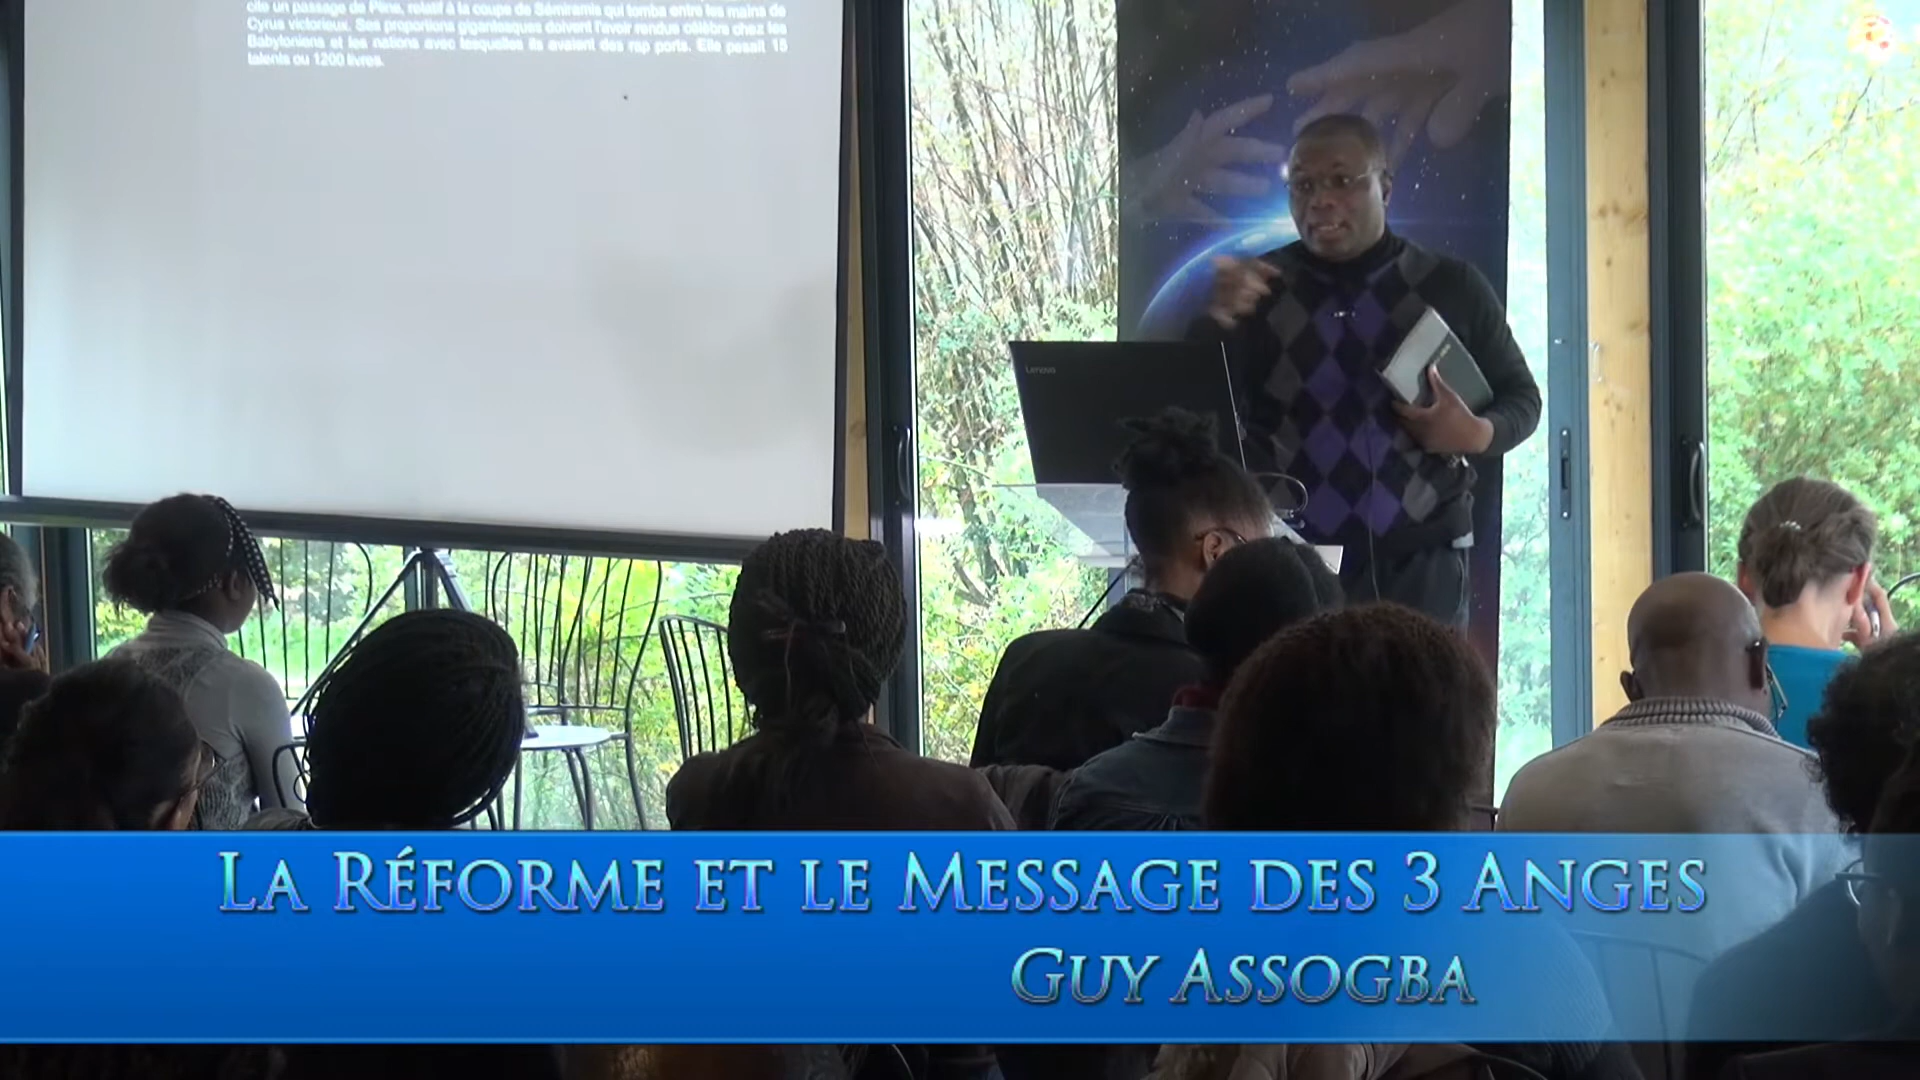 cite un passage de Pline, relatif à la coupe de Sémiramis qui tomba entre les mains de
Cyrus victorieux. Ses proportions gigantesques doivent l'avoir rendue célèbre chez les
Babyloniens et les nations avec lesquelles ils avaient des rap ports. Elle pesait 15
talents ou 1200 livres.
Lenovo
La Réforme et le Message des 3 Anges
Guy Assogba